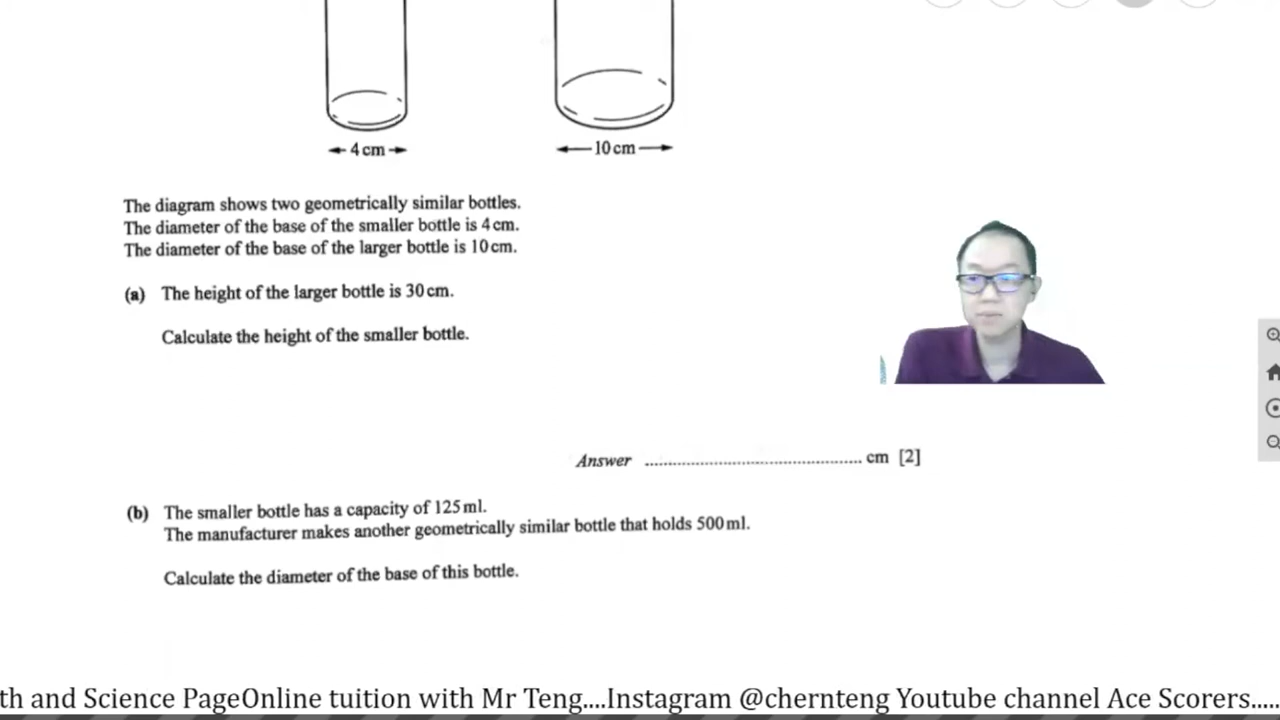 4 cm
10 cm
The diagram shows two geometrically similar bottles.
The diameter of the base of the smaller bottle is 4 cm.
The diameter of the base of the larger bottle is 10 cm.
(a) The height of the larger bottle is 30 cm.
Calculate the height of the smaller bottle.
Answer ........................................................ cm [2]
(b) The smaller bottle has a capacity of 125 ml.
The manufacturer makes another geometrically similar bottle that holds 500 ml.
Calculate the diameter of the base of this bottle.
th and Science PageOnline tuition with Mr Teng....Instagram @chernteng Youtube channel Ace Scorers.....